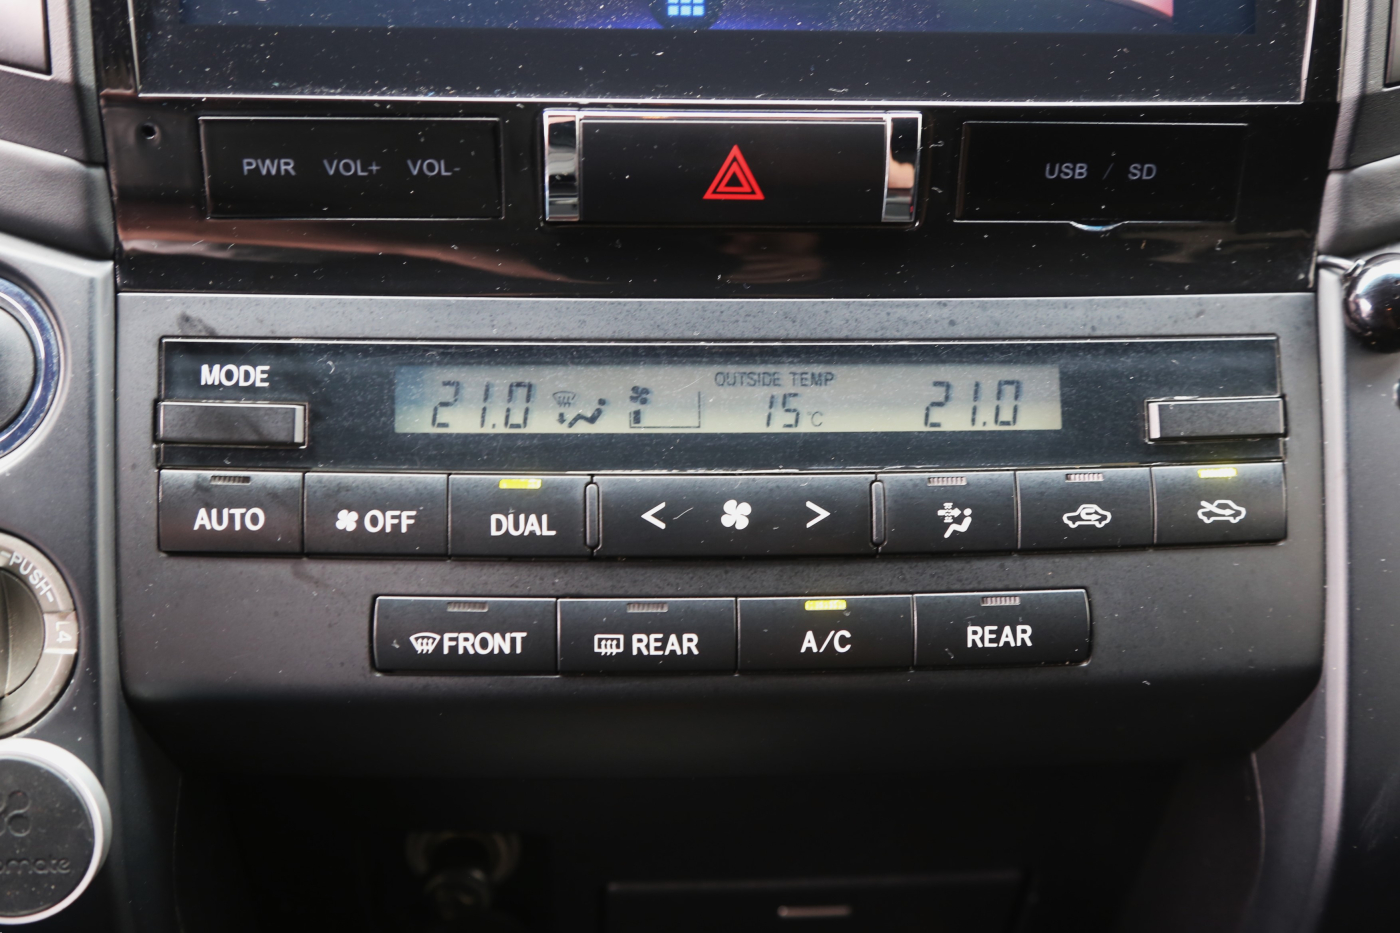 PWR VOL+ VOL-
USB / SD
MODE
21.0
OUTSIDE TEMP
15°C
21.0
AUTO
OFF
DUAL
< >
FRONT
REAR
A/C
REAR
PUSH
L4